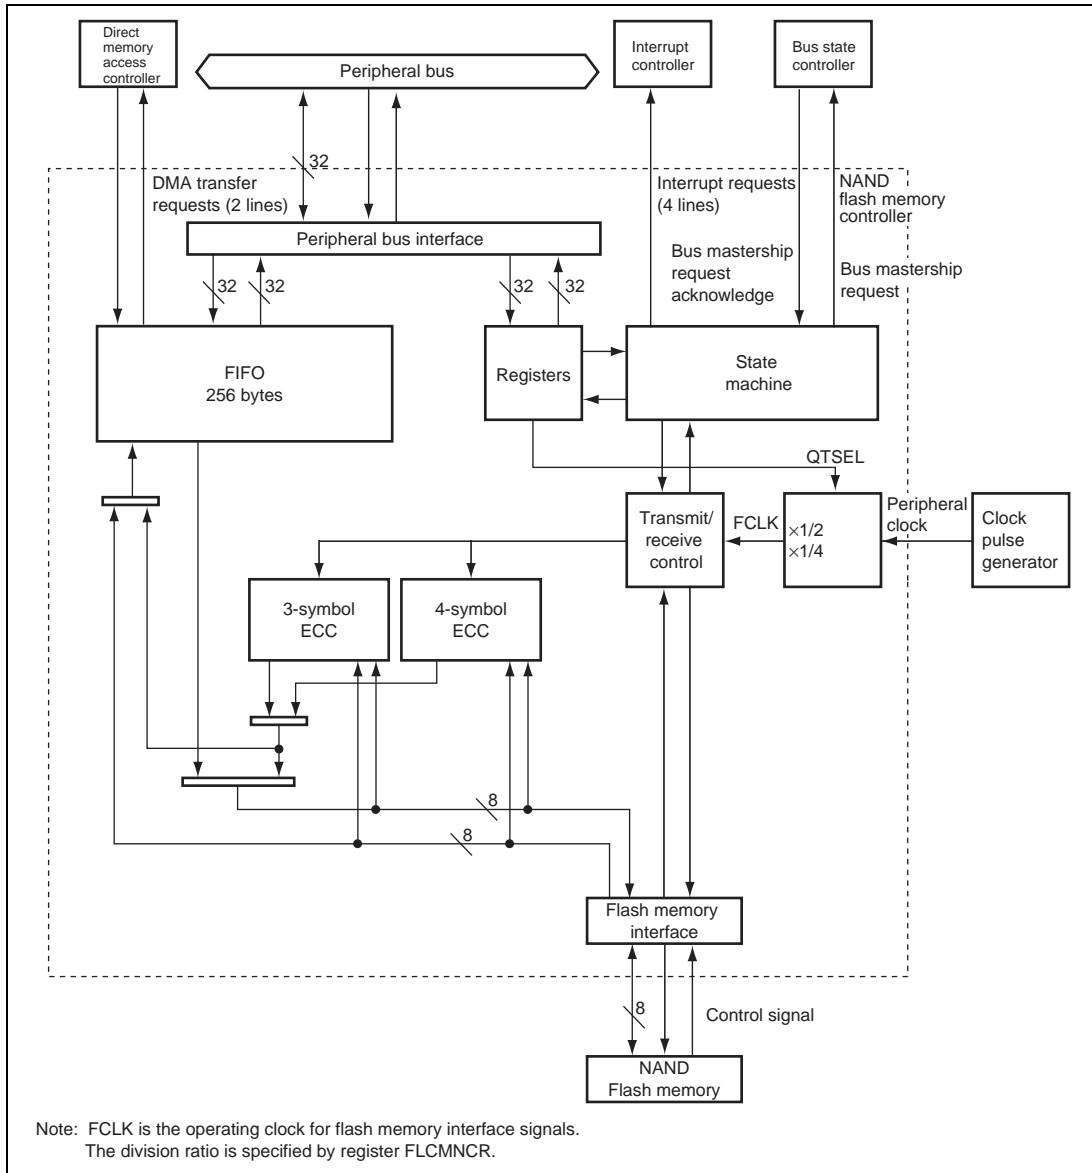 Direct
memory
access
controller
Peripheral bus
Interrupt
controller
Bus state
controller
32
DMA transfer
requests (2 lines)
Interrupt requests
(4 lines)
NAND
flash memory
controller
Peripheral bus interface
Bus mastership
request
acknowledge
Bus mastership
request
32
32
32
32
FIFO
256 bytes
Registers
State
machine
QTSEL
Transmit/
receive
control
FCLK
×1/2
×1/4
Peripheral
clock
Clock
pulse
generator
3-symbol
ECC
4-symbol
ECC
8
8
Flash memory
interface
8
Control signal
NAND
Flash memory
Note: FCLK is the operating clock for flash memory interface signals.
The division ratio is specified by register FLCMNCR.